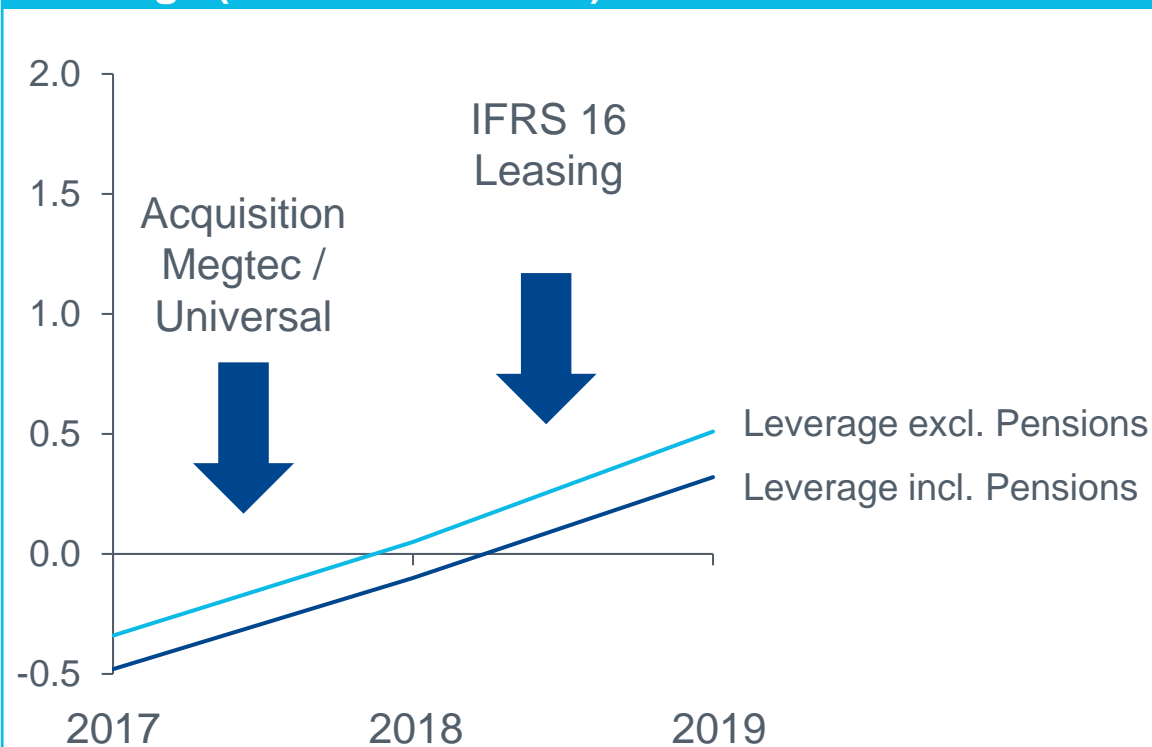 2.0
1.5
1.0
0.5
0.0
-0.5
Acquisition
Megtec /
Universal
IFRS 16
Leasing
Leverage excl. Pensions
Leverage incl. Pensions
2017 2018 2019